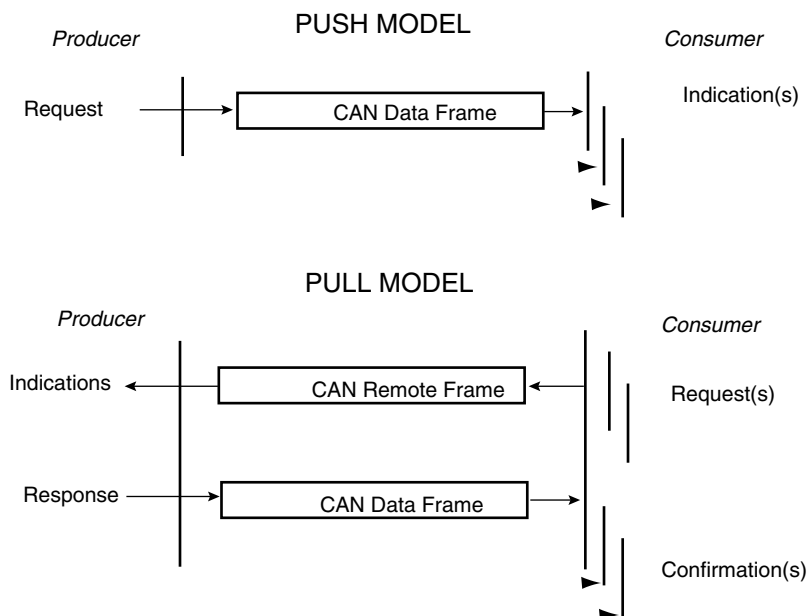 PUSH MODEL
Producer
Consumer
Request
CAN Data Frame
Indication(s)
PULL MODEL
Producer
Consumer
Indications
CAN Remote Frame
Request(s)
Response
CAN Data Frame
Confirmation(s)